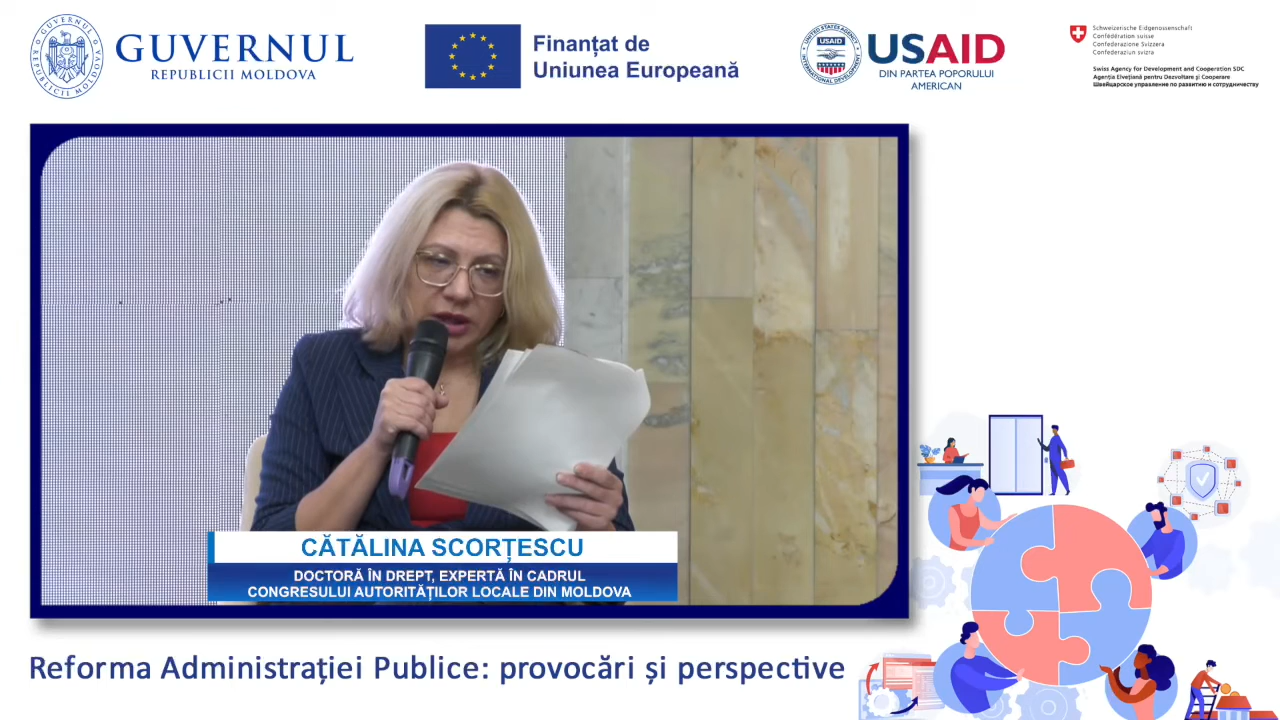 GUVERNUL
REPUBLICII MOLDOVA
Finanțat de
Uniunea Europeană
USAID
USAID
DIN PARTEA POPORULUI
AMERICAN
Schweizerische Eidgenossenschaft
Confédération suisse
Confederazione Svizzera
Confederaziun svizra
Swiss Agency for Development and Cooperation SDC
Agenția Elvețiană pentru Dezvoltare și Cooperare
Швейцарское управление по развитию и сотрудничеству
CĂTĂLINA SCORȚESCU
DOCTORĂ ÎN DREPT, EXPERTĂ ÎN CADRUL
CONGRESULUI AUTORITĂȚILOR LOCALE DIN MOLDOVA
Reforma Administrației Publice: provocări și perspective